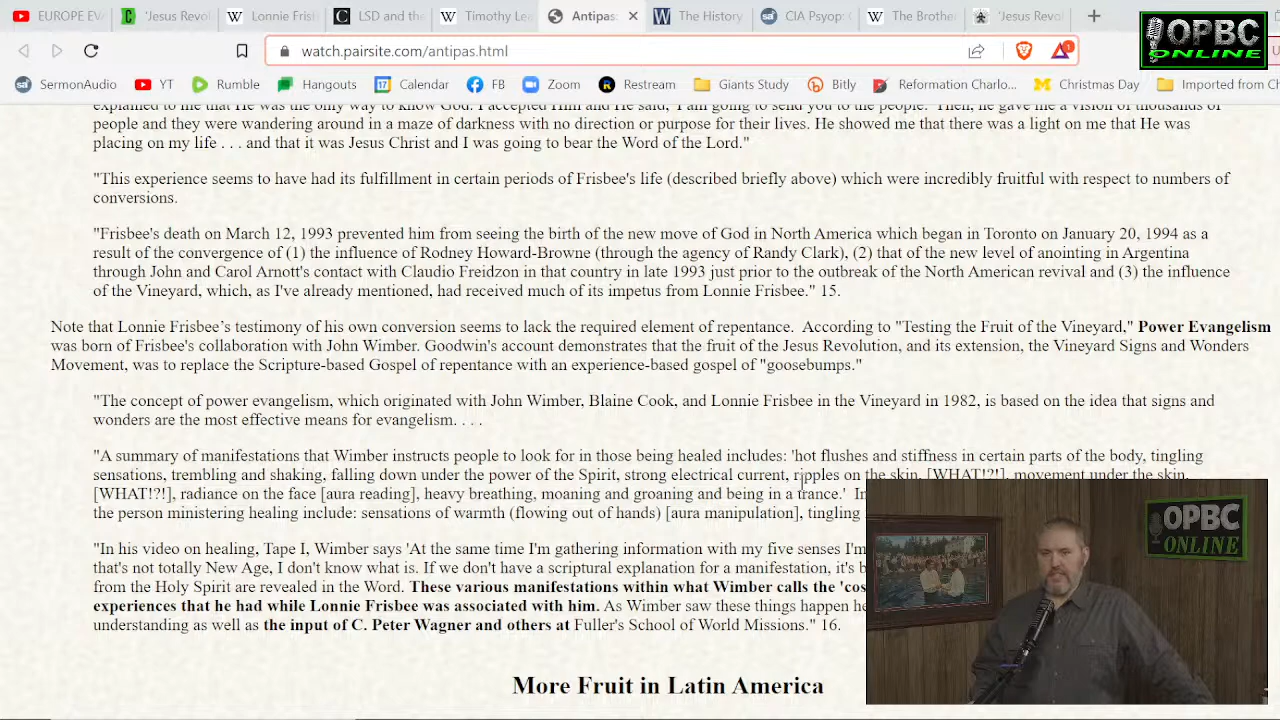 EUROPE EV
'Jesus Revol
Lonnie Frist
LSD and the
Timothy Lee
Antipas:
The History
CIA Psyop:
The Brother
'Jesus Revol
OPBC
ONLINE
watch.pairsite.com/antipas.html
1
SermonAudio
YT
Rumble
Hangouts
Calendar
FB
Zoom
Restream
Giants Study
Bitly
Reformation Charlo...
Christmas Day
Imported from Ch
explained to me that He was the only way to know God. I accepted Him and He said, 'I am going to send you to the people.' Then, he gave me a vision of thousands of
people and they were wandering around in a maze of darkness with no direction or purpose for their lives. He showed me that there was a light on me that He was
placing on my life . . . and that it was Jesus Christ and I was going to bear the Word of the Lord."
"This experience seems to have had its fulfillment in certain periods of Frisbee's life (described briefly above) which were incredibly fruitful with respect to numbers of
conversions.
"Frisbee's death on March 12, 1993 prevented him from seeing the birth of the new move of God in North America which began in Toronto on January 20, 1994 as a
result of the convergence of (1) the influence of Rodney Howard-Browne (through the agency of Randy Clark), (2) that of the new level of anointing in Argentina
through John and Carol Arnott's contact with Claudio Freidzon in that country in late 1993 just prior to the outbreak of the North American revival and (3) the influence
of the Vineyard, which, as I've already mentioned, had received much of its impetus from Lonnie Frisbee." 15.
Note that Lonnie Frisbee's testimony of his own conversion seems to lack the required element of repentance. According to "Testing the Fruit of the Vineyard," Power Evangelism
was born of Frisbee's collaboration with John Wimber. Goodwin's account demonstrates that the fruit of the Jesus Revolution, and its extension, the Vineyard Signs and Wonders
Movement, was to replace the Scripture-based Gospel of repentance with an experience-based gospel of "goosebumps."
"The concept of power evangelism, which originated with John Wimber, Blaine Cook, and Lonnie Frisbee in the Vineyard in 1982, is based on the idea that signs and
wonders are the most effective means for evangelism. . . .
"A summary of manifestations that Wimber instructs people to look for in those being healed includes: 'hot flushes and stiffness in certain parts of the body, tingling
sensations, trembling and shaking, falling down under the power of the Spirit, strong electrical current, ripples on the skin, [WHAT!?!], movement under the skin,
[WHAT!?!], radiance on the face [aura reading], heavy breathing, moaning and groaning and being in a trance.' In
the person ministering healing include: sensations of warmth (flowing out of hands) [aura manipulation], tingling
"In his video on healing, Tape I, Wimber says 'At the same time I'm gathering information with my five senses I'm
that's not totally New Age, I don't know what is. If we don't have a scriptural explanation for a manifestation, it's b
from the Holy Spirit are revealed in the Word. These various manifestations within what Wimber calls the 'cos
experiences that he had while Lonnie Frisbee was associated with him. As Wimber saw these things happen he
understanding as well as the input of C. Peter Wagner and others at Fuller's School of World Missions." 16.
More Fruit in Latin America
OPBC
ONLINE